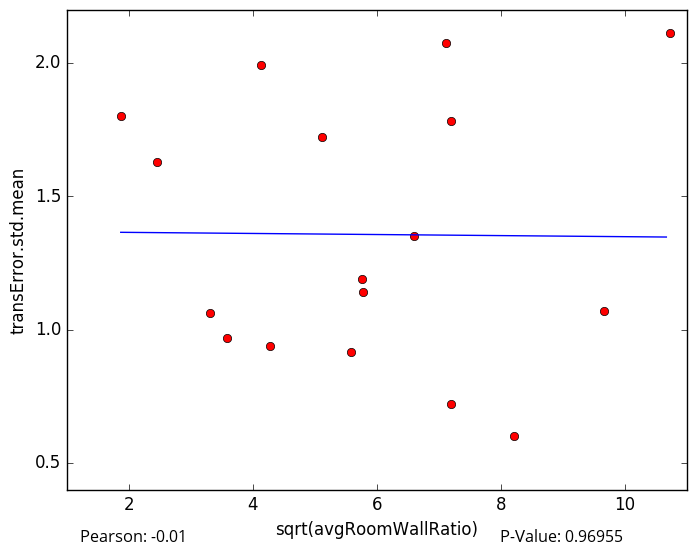 2.0
1.5
1.0
0.5
transError.std.mean
2 4 6 8 10
sqrt(avgRoomWallRatio)
Pearson: -0.01 P-Value: 0.96955